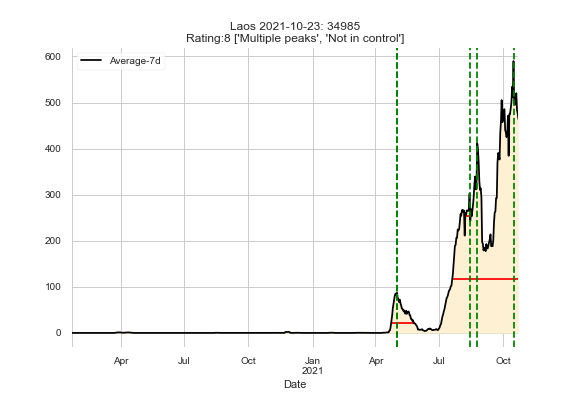 Laos 2021-10-23: 34985
Rating:8 ['Multiple peaks', 'Not in control']
Average-7d
600
500
400
300
200
100
0
Apr
Jul
Oct
Jan
2021
Apr
Jul
Oct
Date